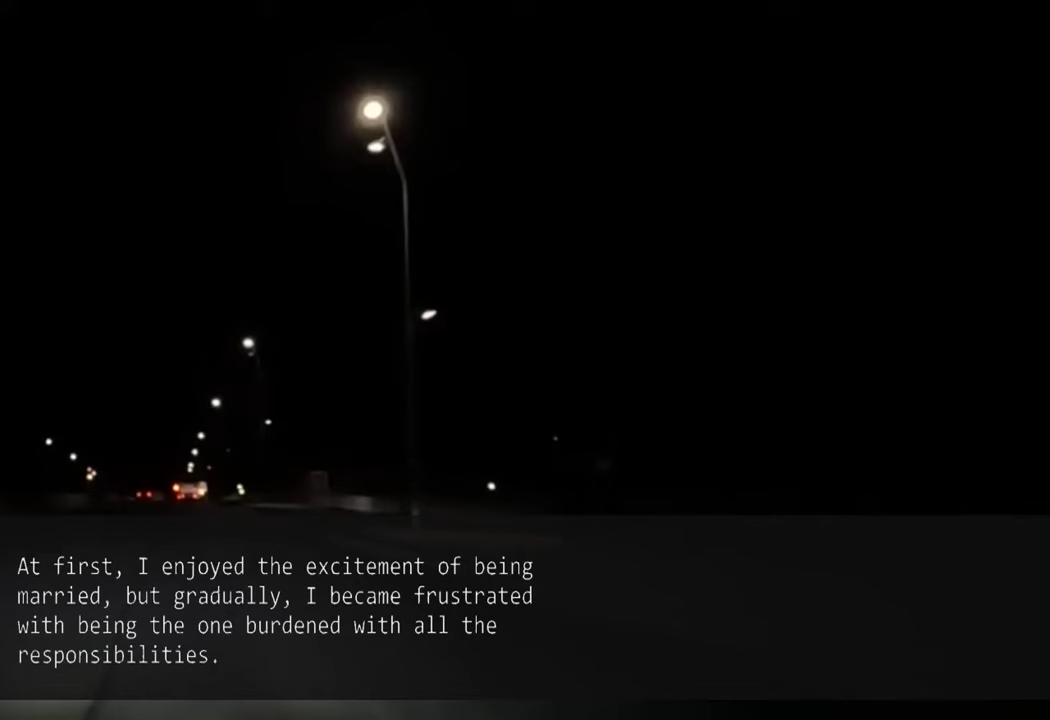 At first, I enjoyed the excitement of being
married, but gradually, I became frustrated
with being the one burdened with all the
responsibilities.